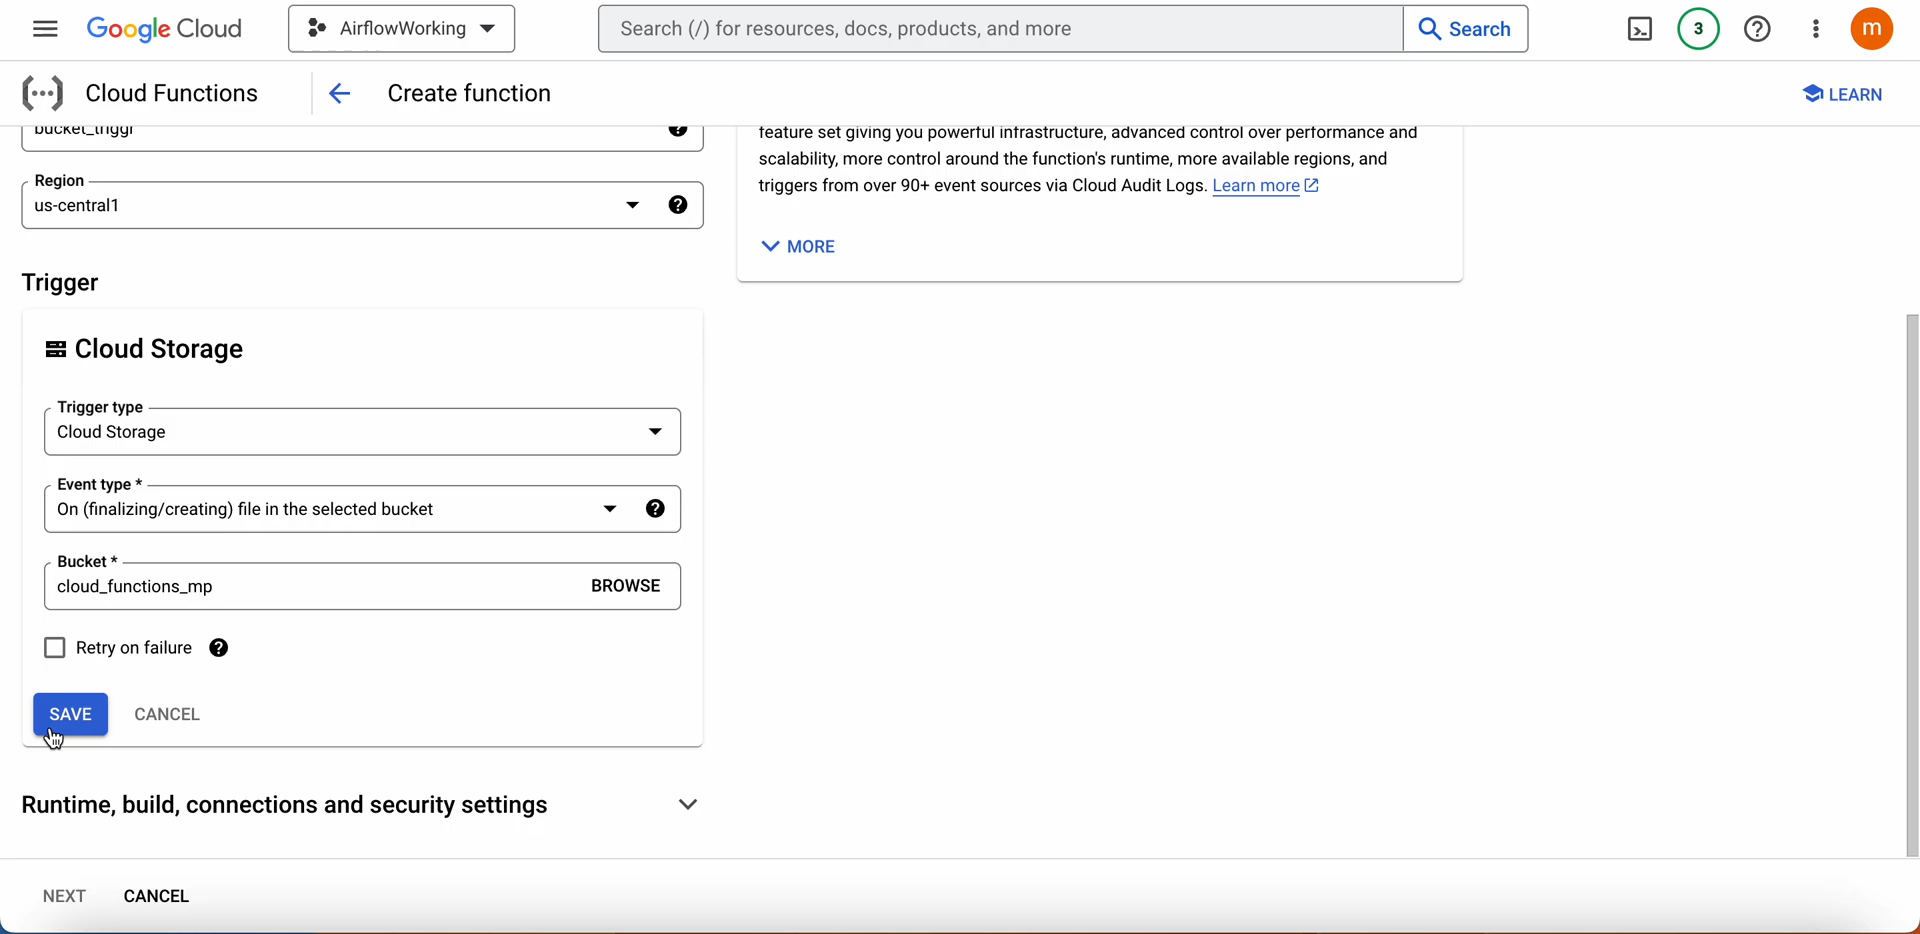 Google Cloud
AirflowWorking
Search (/) for resources, docs, products, and more
Search
3
m
Cloud Functions
Create function
LEARN
bucket_triggr
feature set giving you powerful infrastructure, advanced control over performance and
scalability, more control around the function's runtime, more available regions, and
triggers from over 90+ event sources via Cloud Audit Logs. Learn more
MORE
Region
us-central1
Trigger
Cloud Storage
Trigger type
Cloud Storage
Event type *
On (finalizing/creating) file in the selected bucket
Bucket *
cloud_functions_mp
BROWSE
Retry on failure
SAVE
CANCEL
Runtime, build, connections and security settings
NEXT
CANCEL